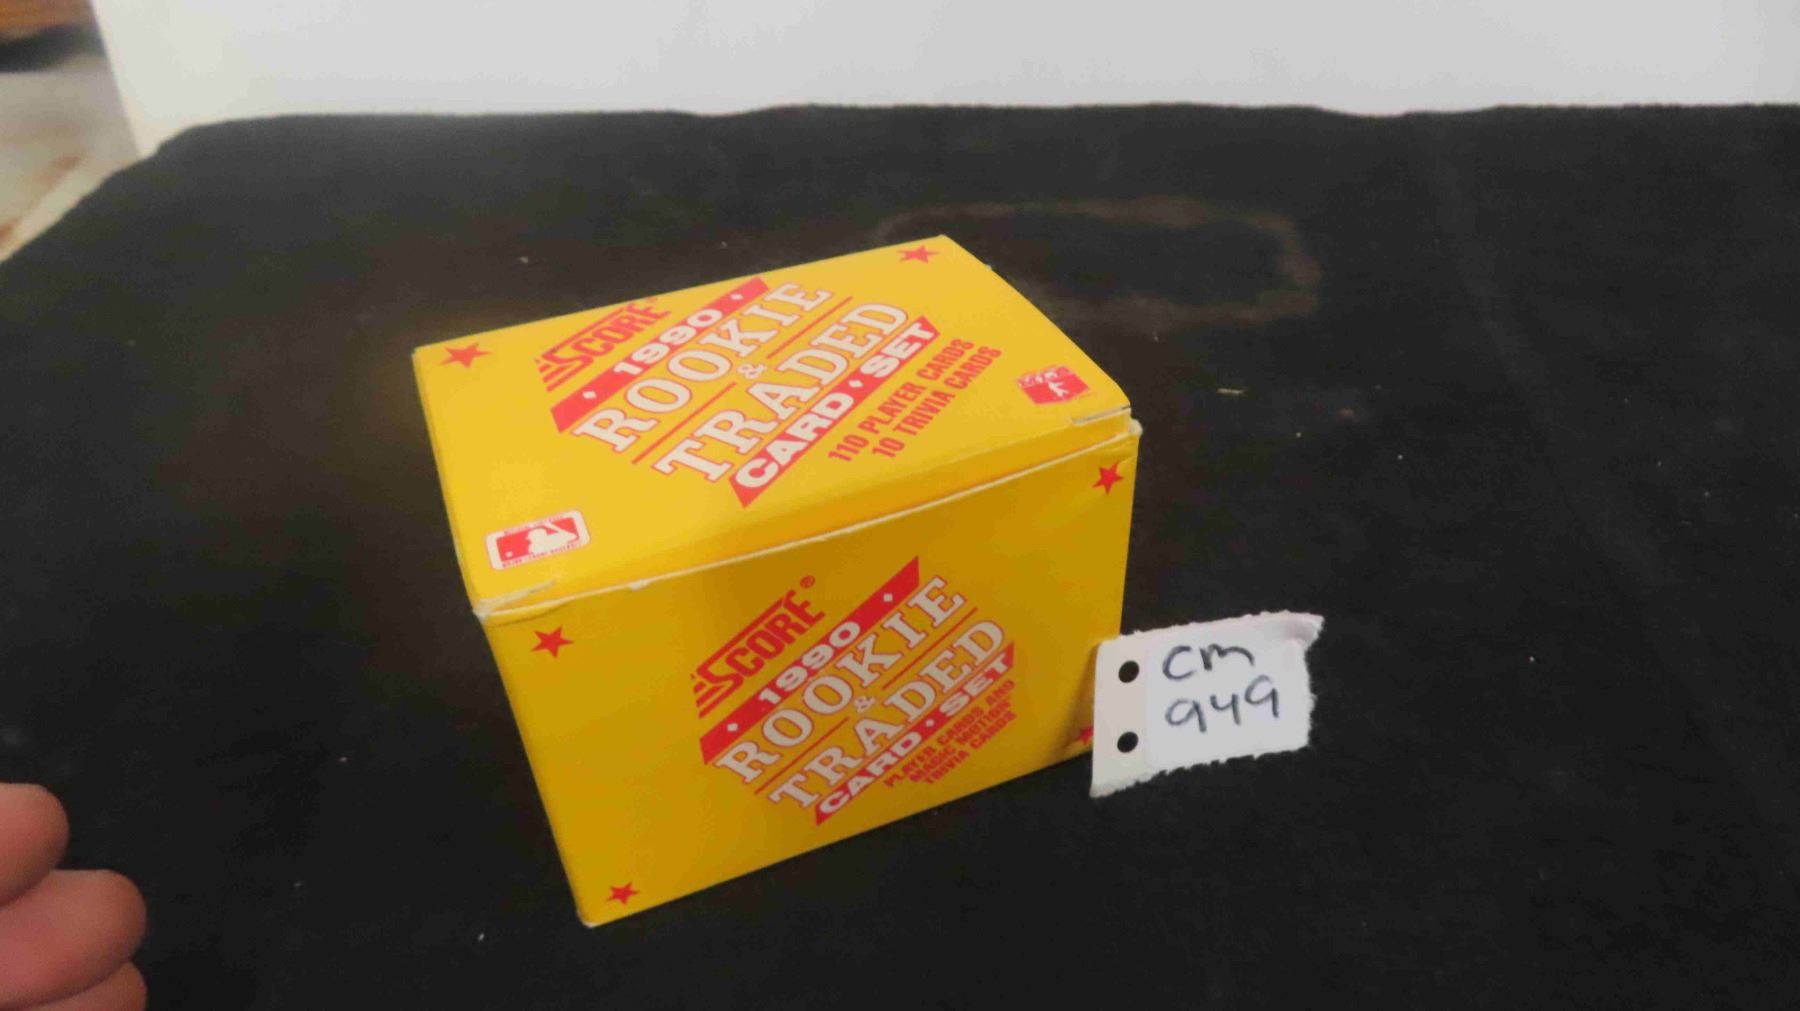 SCORE®
1990
ROOKIE
&
TRADED
CARD • SET
110 PLAYER CARDS
10 TRIVIA CARDS
SCORE®
1990
ROOKIE
&
TRADED
CARD • SET
PLAYER CARDS AND
MAGIC MOTION
TRIVIA CARDS
cm
949